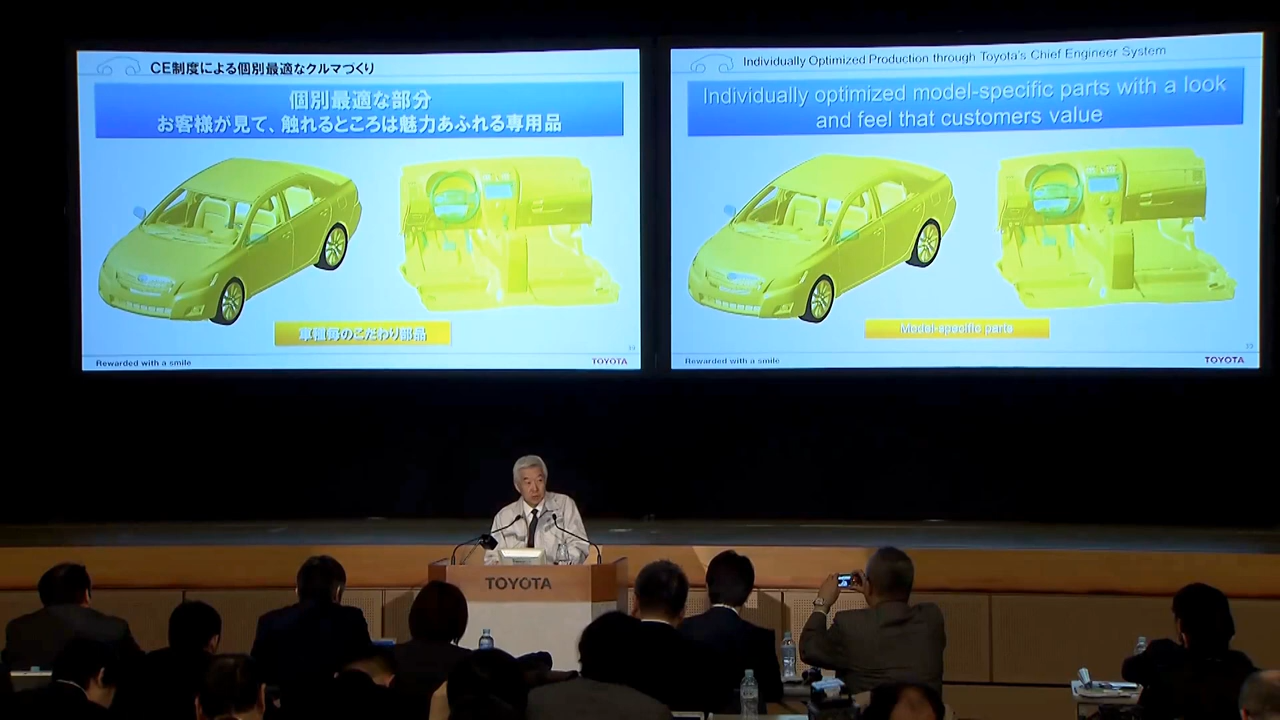 CE制度による個別最適なクルマづくり
個別最適な部分
お客様が見て、触れるところは魅力あふれる専用品
車種毎のこだわり部品
Rewarded with a smile
TOYOTA
Individually Optimized Production through Toyota's Chief Engineer System
Individually optimized model-specific parts with a look
and feel that customers value
Model-specific parts
Rewarded with a smile
TOYOTA
TOYOTA